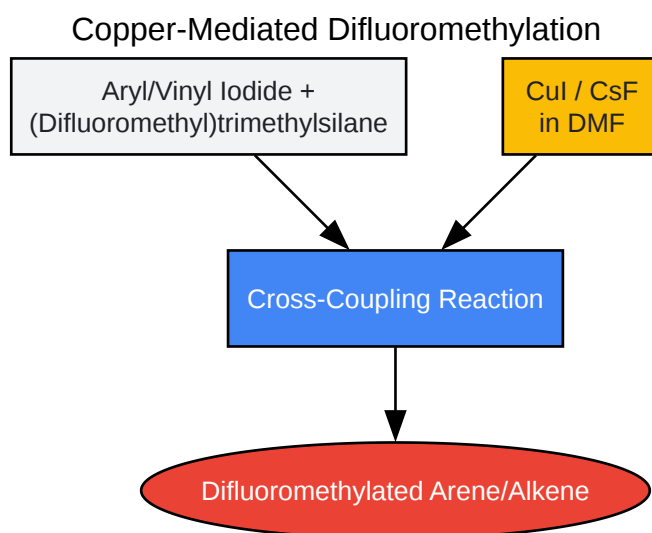 Copper-Mediated Difluoromethylation
Aryl/Vinyl Iodide +
(Difluoromethyl)trimethylsilane
CuI / CsF
in DMF
Cross-Coupling Reaction
Difluoromethylated Arene/Alkene